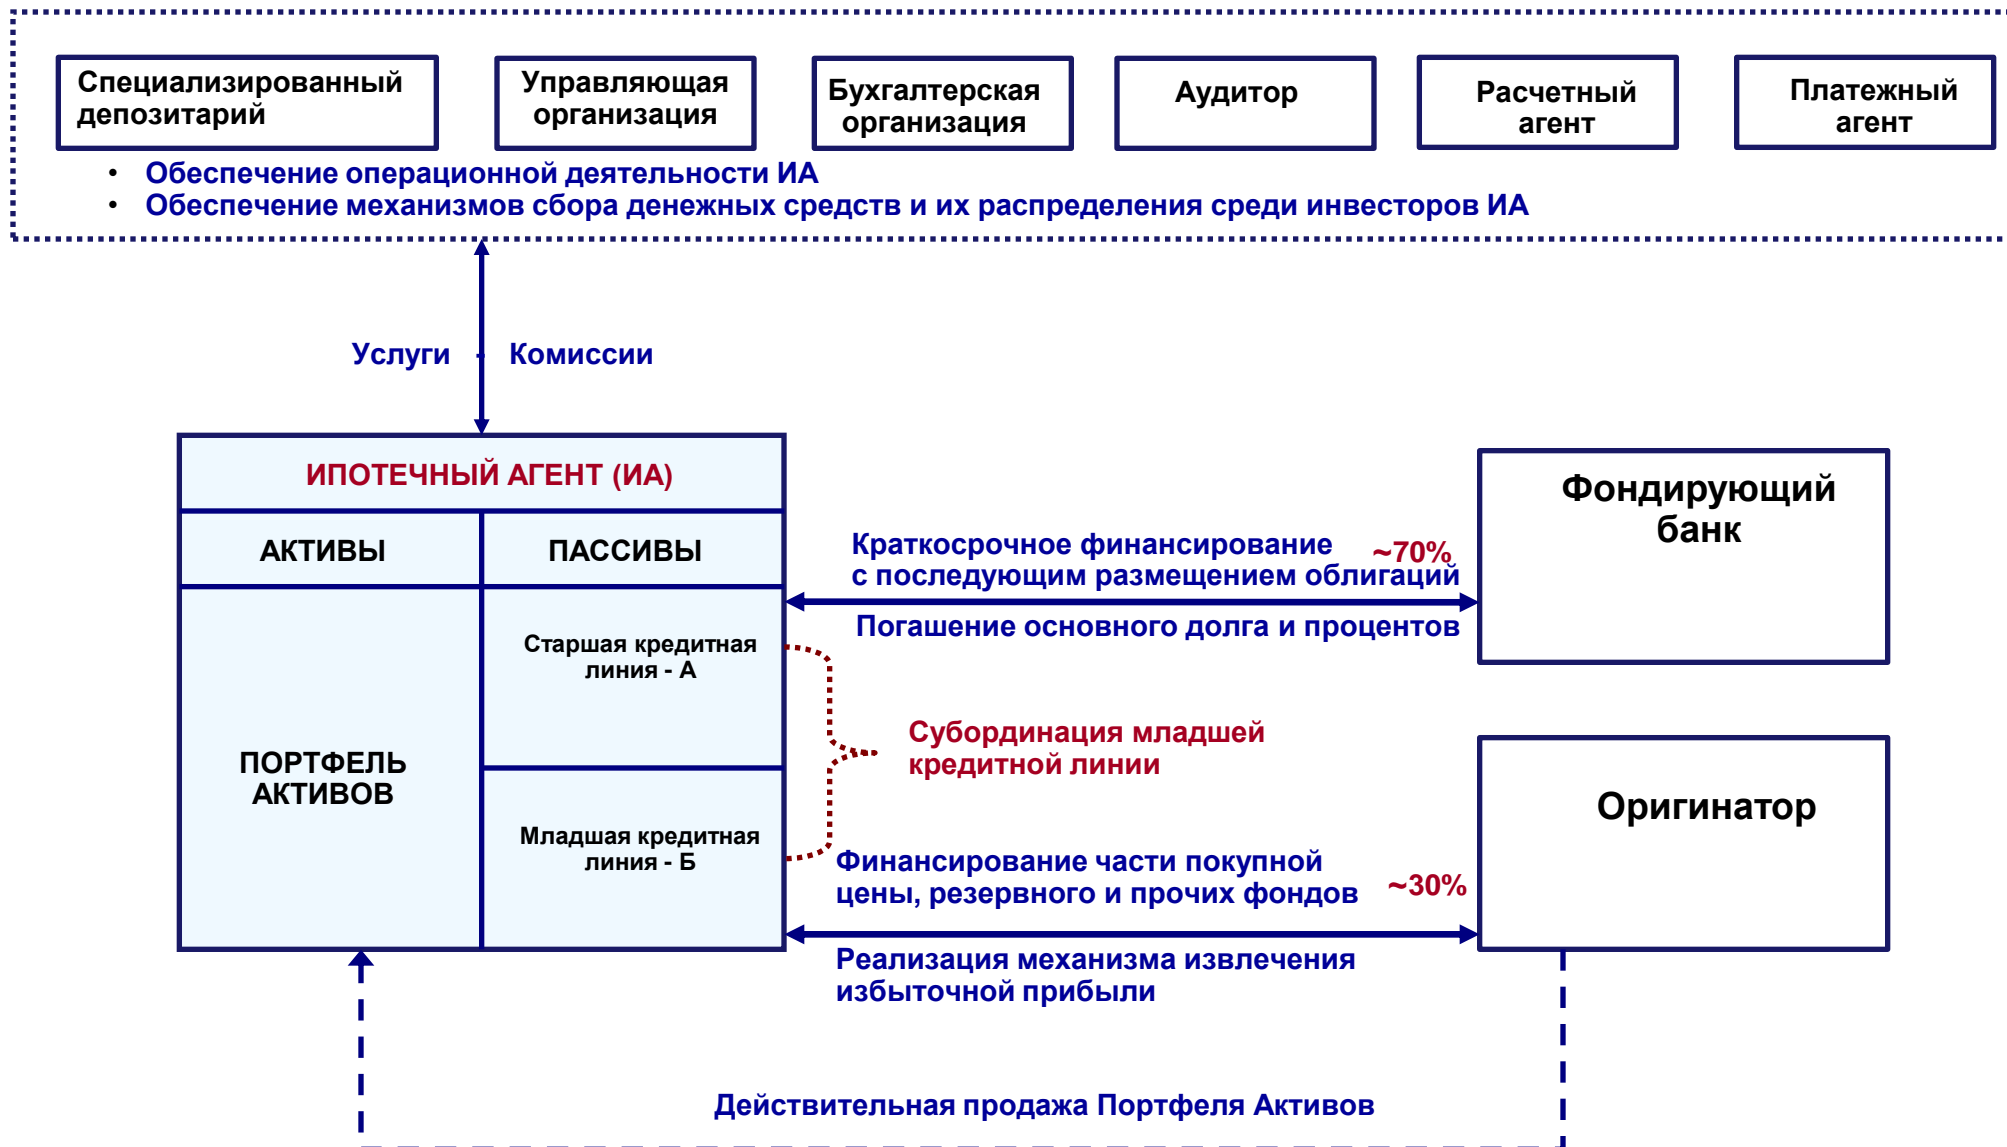 Специализированный
депозитарий
Управляющая
организация
Бухгалтерская
организация
Аудитор
Расчетный
агент
Платежный
агент
• Обеспечение операционной деятельности ИА
• Обеспечение механизмов сбора денежных средств и их распределения среди инвесторов ИА
Услуги - Комиссии
ИПОТЕЧНЫЙ АГЕНТ (ИА)
АКТИВЫ
ПАССИВЫ
ПОРТФЕЛЬ
АКТИВОВ
Старшая кредитная
линия - А
Младшая кредитная
линия - Б
Краткосрочное финансирование ~70%
с последующим размещением облигаций
Погашение основного долга и процентов
Фондирующий
банк
Субординация младшей
кредитной линии
Финансирование части покупной
цены, резервного и прочих фондов ~30%
Реализация механизма извлечения
избыточной прибыли
Оригинатор
Действительная продажа Портфеля Активов